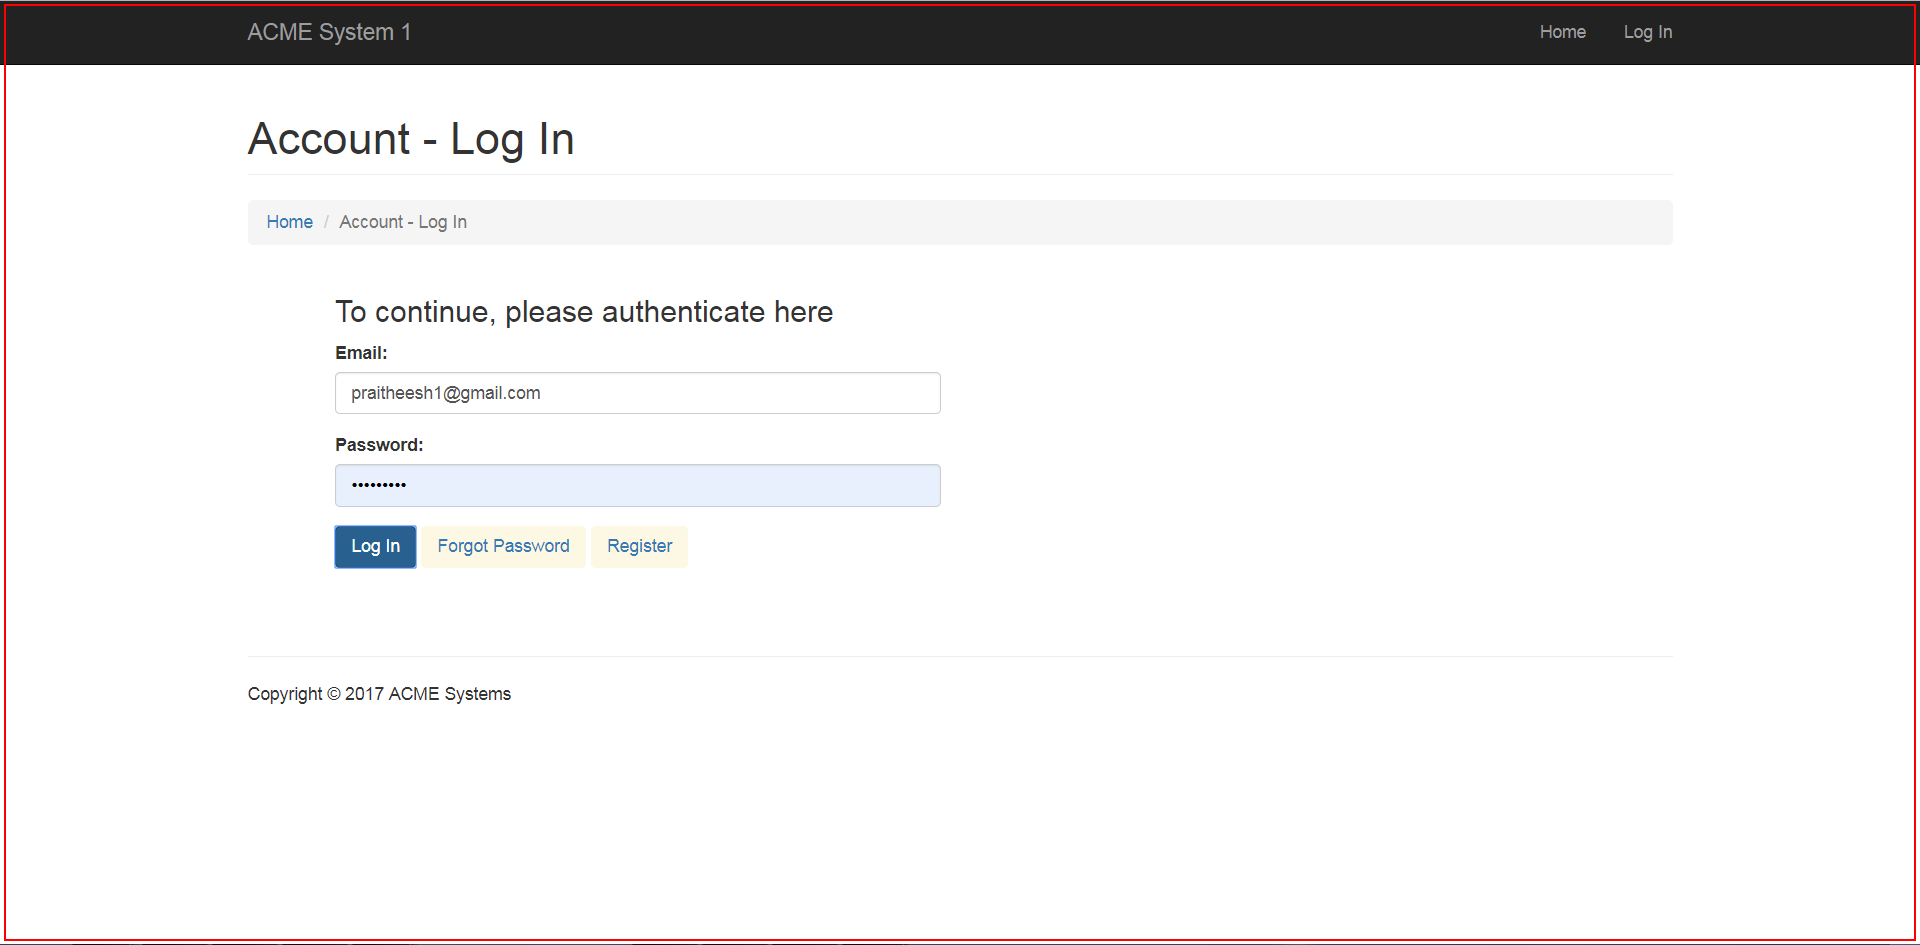 ACME System 1 Home Log In
Account - Log In
Home / Account - Log In
To continue, please authenticate here
Email:
praitheesh1@gmail.com
Password:
•••••••••
Log In Forgot Password Register
Copyright © 2017 ACME Systems